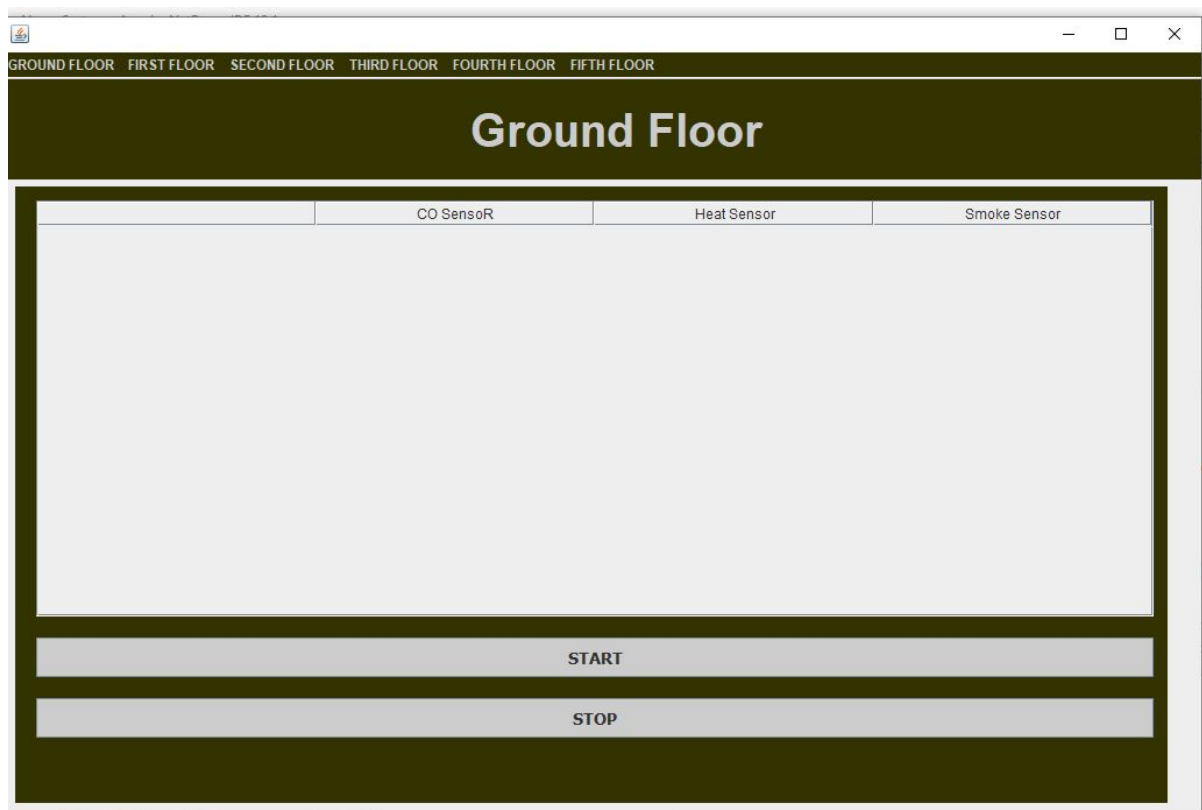 GROUND FLOOR FIRST FLOOR SECOND FLOOR THIRD FLOOR FOURTH FLOOR FIFTH FLOOR
Ground Floor
CO SensoR Heat Sensor Smoke Sensor
START
STOP